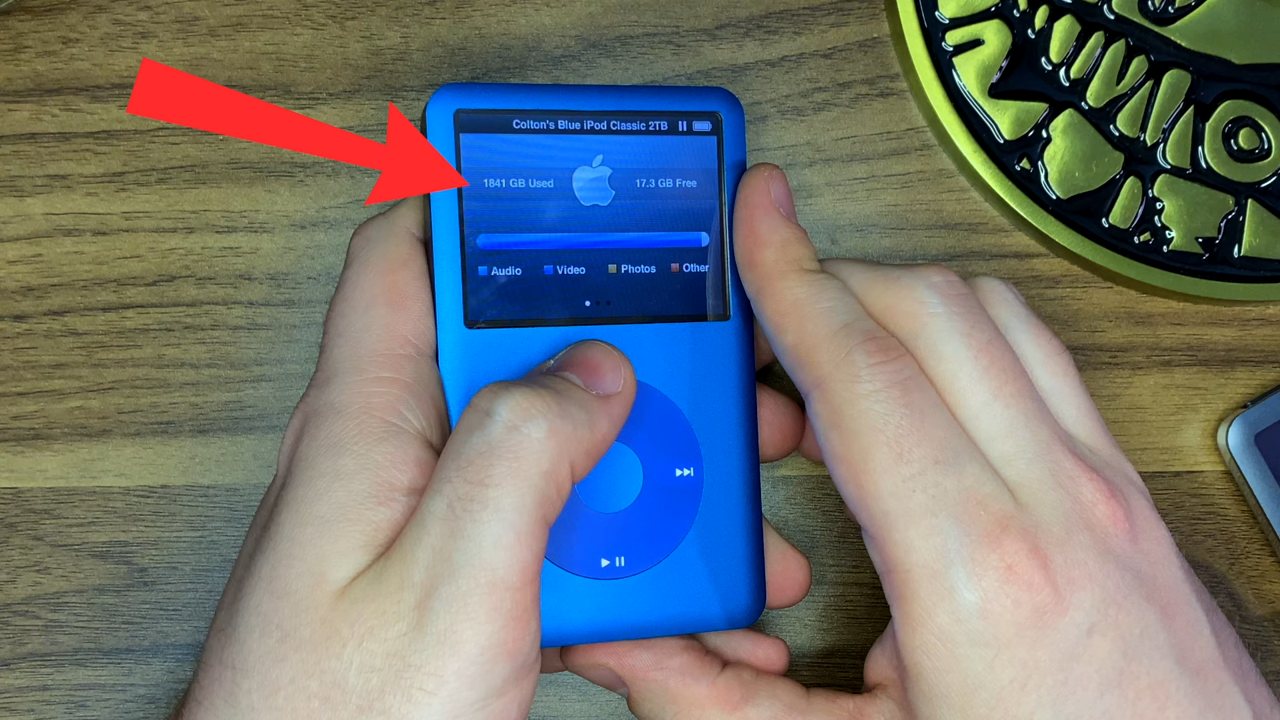 Colton's Blue iPod Classic 2TB
1841 GB Used 17.3 GB Free
Audio Video Photos Other